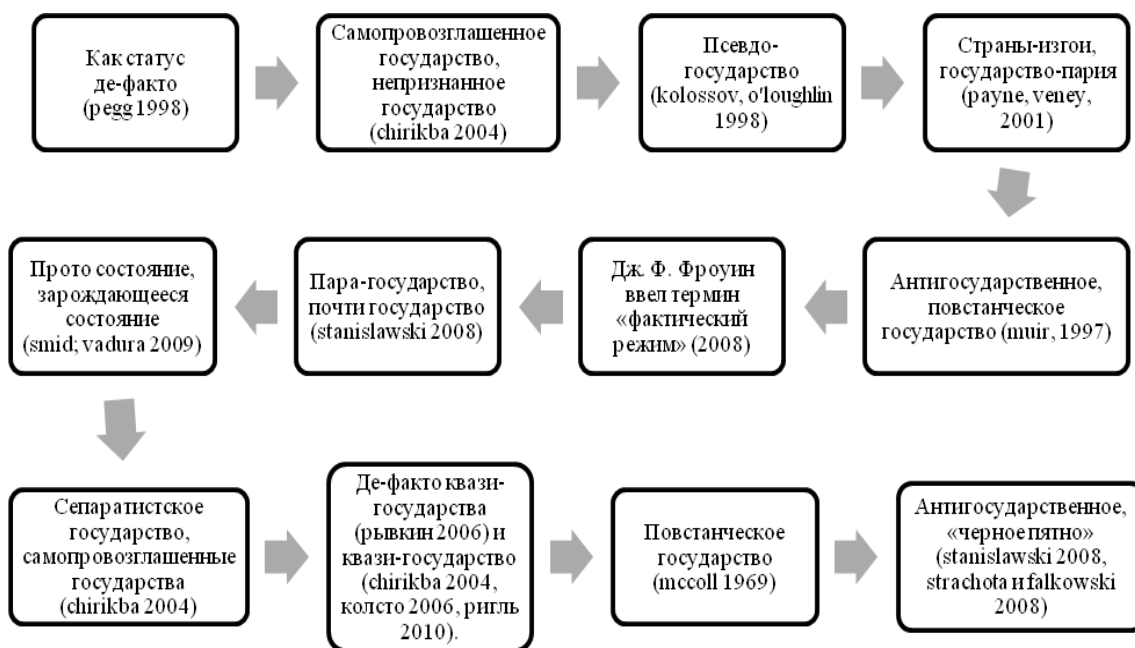 Как статус
де-факто
(pegg 1998)
Самопровозглашенное
государство,
непризнанное
государство
(chirikba 2004)
Псевдо-
государство
(kolossov, o'loughlin
1998)
Страны-изгои,
государство-пария
(payne, veney,
2001)
Антигосударственное,
повстанческое
государство (muir, 1997)
Дж. Ф. Фроуин
ввел термин
«фактический
режим» (2008)
Пара-государство,
почти государство
(stanislawski 2008)
Прото состояние,
зарождающееся
состояние
(smid; vadura 2009)
Сепаратистское
государство,
самопровозглашенные
государства
(chirikba 2004)
Де-факто квази-
государства
(рывкин 2006) и
квази-государство
(chirikba 2004,
колсто 2006, ригль
2010).
Повстанческое
государство
(mccoll 1969)
Антигосударственное,
«черное пятно»
(stanislawski 2008,
strachota и falkowski
2008)